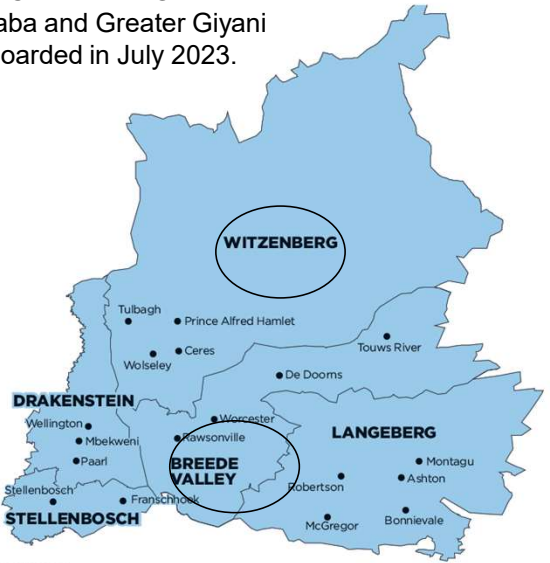 aba and Greater Giyani
oarded in July 2023.
WITZENBERG
Tulbagh
Prince Alfred Hamlet
Ceres
Wolseley
Touws River
De Dooms
DRAKENSTEIN
Wellington
Mbekweni
Paarl
Worcester
Rawsonville
LANGEBERG
BREEDE
VALLEY
Montagu
Ashton
Robertson
Stellenbosch
Franschhoek
STELLENBOSCH
McGregor
Bonnievale